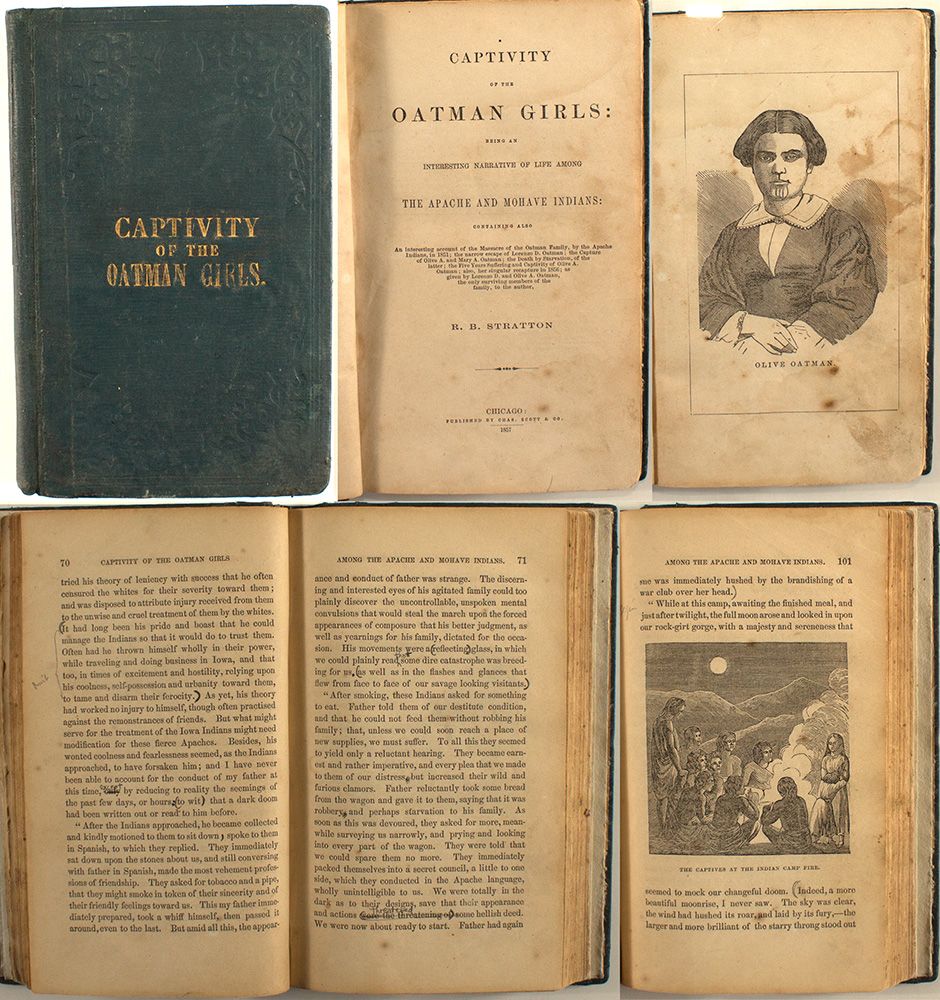 CAPTIVITY
OF THE
OATMAN GIRLS.
CAPTIVITY
OF THE
OATMAN GIRLS:
BEING AN
INTERESTING NARRATIVE OF LIFE AMONG
THE APACHE AND MOHAVE INDIANS:
CONTAINING ALSO
An interesting account of the Massacre of the Oatman Family, by the Apache
Indians, in 1851; the narrow escape of Lorenzo D. Oatman; the Capture
of Olive A. and Mary A. Oatman; the Death by Starvation, of the
latter; the Five Years Suffering and Captivity of Olive A.
Oatman; also, her singular recapture in 1856; as
given by Lorenzo D. and Olive A. Oatman,
the only surviving members of the
family, to the author,
R. B. STRATTON
CHICAGO:
PUBLISHED BY CHAS. SCOTT & CO.
1857
OLIVE OATMAN.
70 CAPTIVITY OF THE OATMAN GIRLS
tried his theory of leniency with success that he often
censured the whites for their severity toward them;
and was disposed to attribute injury received from them
to the unwise and cruel treatment of them by the whites.
(It had long been his pride and boast that he could
manage the Indians so that it would do to trust them.
Often had he thrown himself wholly in their power,
while traveling and doing business in Iowa, and that
too, in times of excitement and hostility, relying upon
his coolness, self-possession and urbanity toward them,
to tame and disarm their ferocity.) As yet, his theory
had worked no injury to himself, though often practised
against the remonstrances of friends. But what might
serve for the treatment of the Iowa Indians might need
modification for these fierce Apaches. Besides, his
wonted coolness and fearlessness seemed, as the Indians
approached, to have forsaken him; and I have never
been able to account for the conduct of my father at
this time, only by reducing to reality the seemings of
the past few days, or hours, (to wit) that a dark doom
had been written out or read to him before.
"After the Indians approached, he became collected
and kindly motioned to them to sit down, spoke to them
in Spanish, to which they replied. They immediately
sat down upon the stones about us, and still conversing
with father in Spanish, made the most vehement profes-
sions of friendship. They asked for tobacco and a pipe,
that they might smoke in token of their sincerity and of
their friendly feelings toward us. This my father imme-
diately prepared, took a whiff himself, then passed it
around, even to the last. But amid all this, the appear-
AMONG THE APACHE AND MOHAVE INDIANS. 71
ance and conduct of father was strange. The discern-
ing and interested eyes of his agitated family could too
plainly discover the uncontrollable, unspoken mental
convulsions that would steal the march upon the forced
appearances of composure that his better judgment, as
well as yearnings for his family, dictated for the occa-
sion. His movements were a (reflecting) glass, in which
we could plainly read some dire catastrophe was breed-
ing for us, (as well as in the flashes and glances that
flew from face to face of our savage looking visitants.)
"After smoking, these Indians asked for something
to eat. Father told them of our destitute condition,
and that he could not feed them without robbing his
family; that, unless we could soon reach a place of
new supplies, we must suffer. To all this they seemed
to yield only a reluctant hearing. They became earn-
est and rather imperative, and every plea that we made
to them of our distress, but increased their wild and
furious clamors. Father reluctantly took some bread
from the wagon and gave it to them, saying that it was
robbery, and perhaps starvation to his family. As
soon as this was devoured, they asked for more, mean-
while surveying us narrowly, and prying and looking
into every part of the wagon. They were told that
we could spare them no more. They immediately
packed themselves into a secret council, a little to one
side, which they conducted in the Apache language,
wholly unintelligible to us. We were totally in the
dark as to their designs, save that their appearance
threatened
and actions (wore the threatening of) some hellish deed.
We were now about ready to start. Father had again
AMONG THE APACHE AND MOHAVE INDIANS. 101
me was immediately hushed by the brandishing of a
war club over her head.)
"While at this camp, awaiting the finished meal, and
just after twilight, the full moon arose and looked in upon
our rock-girt gorge, with a majesty and sereneness that
THE CAPTIVES AT THE INDIAN CAMP FIRE.
seemed to mock our changeful doom. (Indeed, a more
beautiful moonrise, I never saw. The sky was clear,
the wind had hushed its roar, and laid by its fury,—the
larger and more brilliant of the starry throng stood out